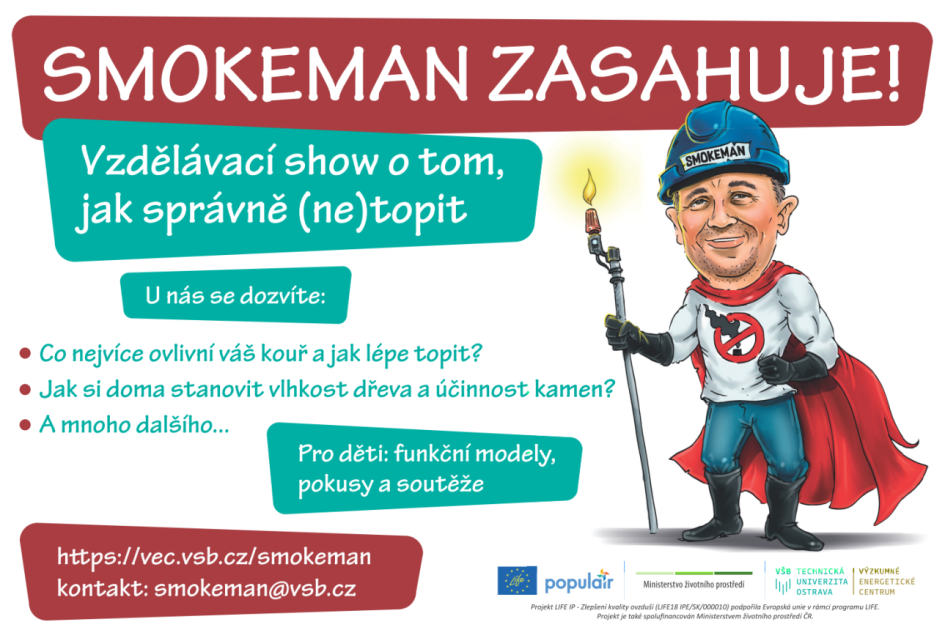 SMOKEMAN ZASAHUJE!
Vzdělávací show o tom,
jak správně (ne)topit
SMOKEMAN
U nás se dozvíte:
• Co nejvíce ovlivní váš kouř a jak lépe topit?
• Jak si doma stanovit vlhkost dřeva a účinnost kamen?
• A mnoho dalšího...
Pro děti: funkční modely,
pokusy a soutěže
https://vec.vsb.cz/smokeman
kontakt: smokeman@vsb.cz
Life
populair
Ministerstvo životního prostředí
VŠB TECHNICKÁ
UNIVERZITA
OSTRAVA
VÝZKUMNÉ
ENERGETICKÉ
CENTRUM
Projekt LIFE IP - Zlepšení kvality ovzduší (LIFE18 IPE/SK/000010) podpořila Evropská unie v rámci programu LIFE.
Projekt je také spolufinancován Ministerstvem životního prostředí ČR.